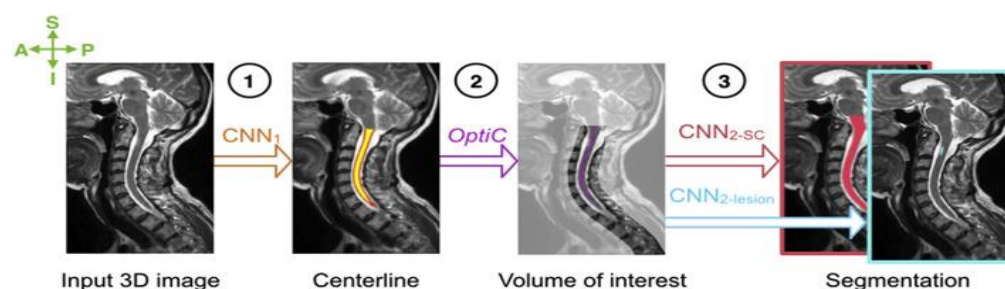 S
A P
I
1 2 3
CNN1 OptiC CNN2-SC
CNN2-lesion
Input 3D image Centerline Volume of interest Segmentation